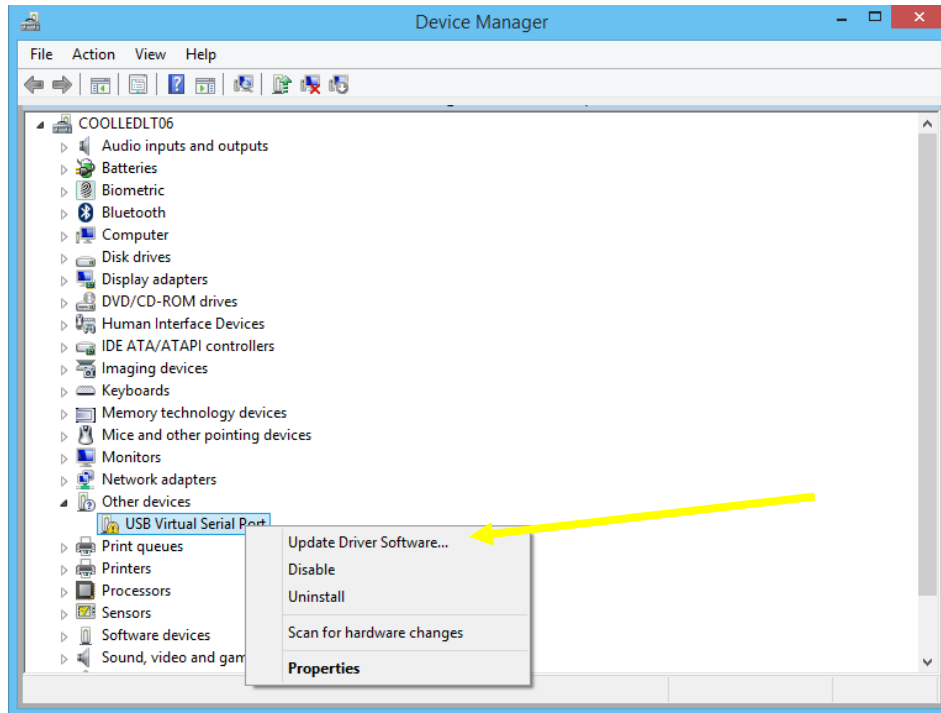 Device Manager
File Action View Help
COOLLEDLT06
Audio inputs and outputs
Batteries
Biometric
Bluetooth
Computer
Disk drives
Display adapters
DVD/CD-ROM drives
Human Interface Devices
IDE ATA/ATAPI controllers
Imaging devices
Keyboards
Memory technology devices
Mice and other pointing devices
Monitors
Network adapters
Other devices
USB Virtual Serial Port
Print queues
Printers
Processors
Sensors
Software devices
Sound, video and gam
Update Driver Software...
Disable
Uninstall
Scan for hardware changes
Properties